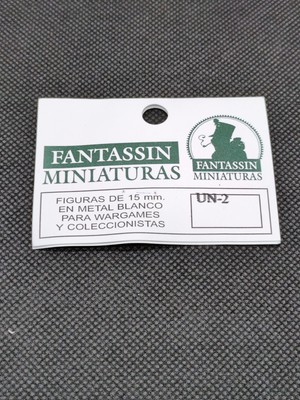 FANTASSIN
MINIATURAS
FIGURAS DE 15 mm.
EN METAL BLANCO
PARA WARGAMES
Y COLECCIONISTAS
FANTASSIN
MINIATURAS
UN-2